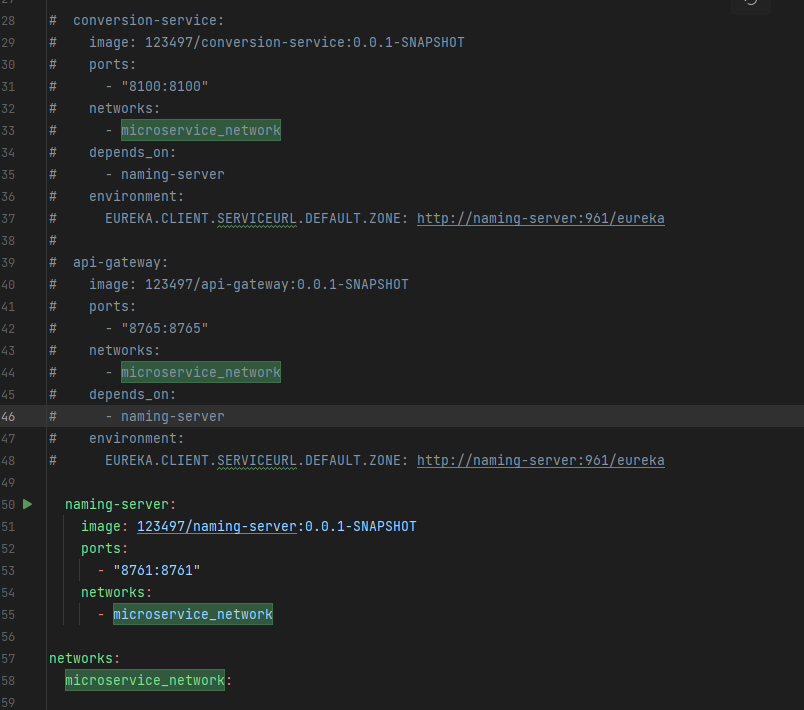 27
28 #  conversion-service:
29 #    image: 123497/conversion-service:0.0.1-SNAPSHOT
30 #    ports:
31 #      - "8100:8100"
32 #    networks:
33 #      - microservice_network
34 #    depends_on:
35 #      - naming-server
36 #    environment:
37 #      EUREKA.CLIENT.SERVICEURL.DEFAULT.ZONE: http://naming-server:961/eureka
38 #
39 #  api-gateway:
40 #    image: 123497/api-gateway:0.0.1-SNAPSHOT
41 #    ports:
42 #      - "8765:8765"
43 #    networks:
44 #      - microservice_network
45 #    depends_on:
46 #      - naming-server
47 #    environment:
48 #      EUREKA.CLIENT.SERVICEURL.DEFAULT.ZONE: http://naming-server:961/eureka
49
50   naming-server:
51     image: 123497/naming-server:0.0.1-SNAPSHOT
52     ports:
53       - "8761:8761"
54     networks:
55       - microservice_network
56
57 networks:
58   microservice_network:
59